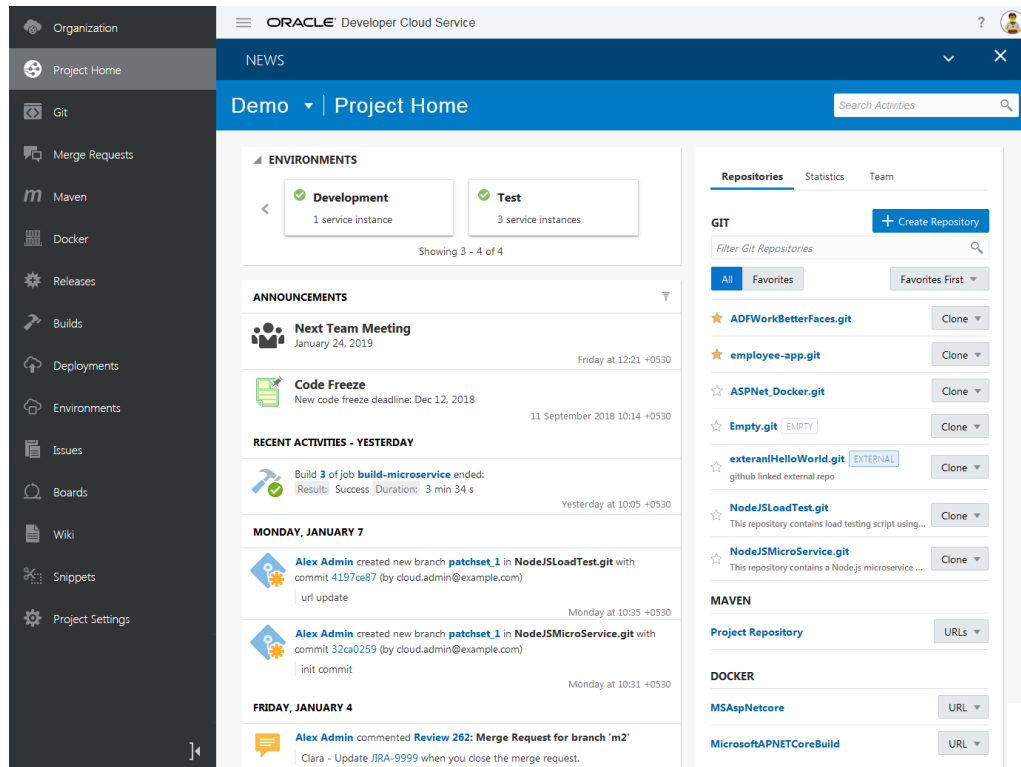 Organization
Project Home
Git
Merge Requests
m Maven
Docker
Releases
Builds
Deployments
Environments
Issues
Boards
Wiki
Snippets
Project Settings
ORACLE® Developer Cloud Service
?
NEWS
Demo Project Home
Search Activities
ENVIRONMENTS
Development
1 service instance
Test
3 service instances
Showing 3 - 4 of 4
ANNOUNCEMENTS
Next Team Meeting
January 24, 2019
Friday at 12:21 +0530
Code Freeze
New code freeze deadline: Dec 12, 2018
11 September 2018 10:14 +0530
RECENT ACTIVITIES - YESTERDAY
Build 3 of job build-microservice ended:
Result: Success Duration: 3 min 34 s
Yesterday at 10:05 +0530
MONDAY, JANUARY 7
Alex Admin created new branch patchset_1 in NodeJSLoadTest.git with
commit 4197ce87 (by cloud.admin@example.com)
url update
Monday at 10:35 +0530
Alex Admin created new branch patchset_1 in NodeJSMicroService.git with
commit 32ca0259 (by cloud.admin@example.com)
init commit
Monday at 10:31 +0530
FRIDAY, JANUARY 4
Alex Admin commented Review 262: Merge Request for branch 'm2'
Clara - Update JIRA-9999 when you close the merge request.
Repositories Statistics Team
GIT
+ Create Repository
Filter Git Repositories
All Favorites
Favorites First
ADFWorkBetterFaces.git Clone
employee-app.git Clone
ASPNet_Docker.git Clone
Empty.git EMPTY Clone
exteranlHelloWorld.git EXTERNAL Clone
github linked external repo
NodeJSLoadTest.git Clone
This repository contains load testing script using...
NodeJSMicroService.git Clone
This repository contains a Node.js microservice ...
MAVEN
Project Repository URLs
DOCKER
MSAspNetcore URL
MicrosoftAPNETCoreBuild URL